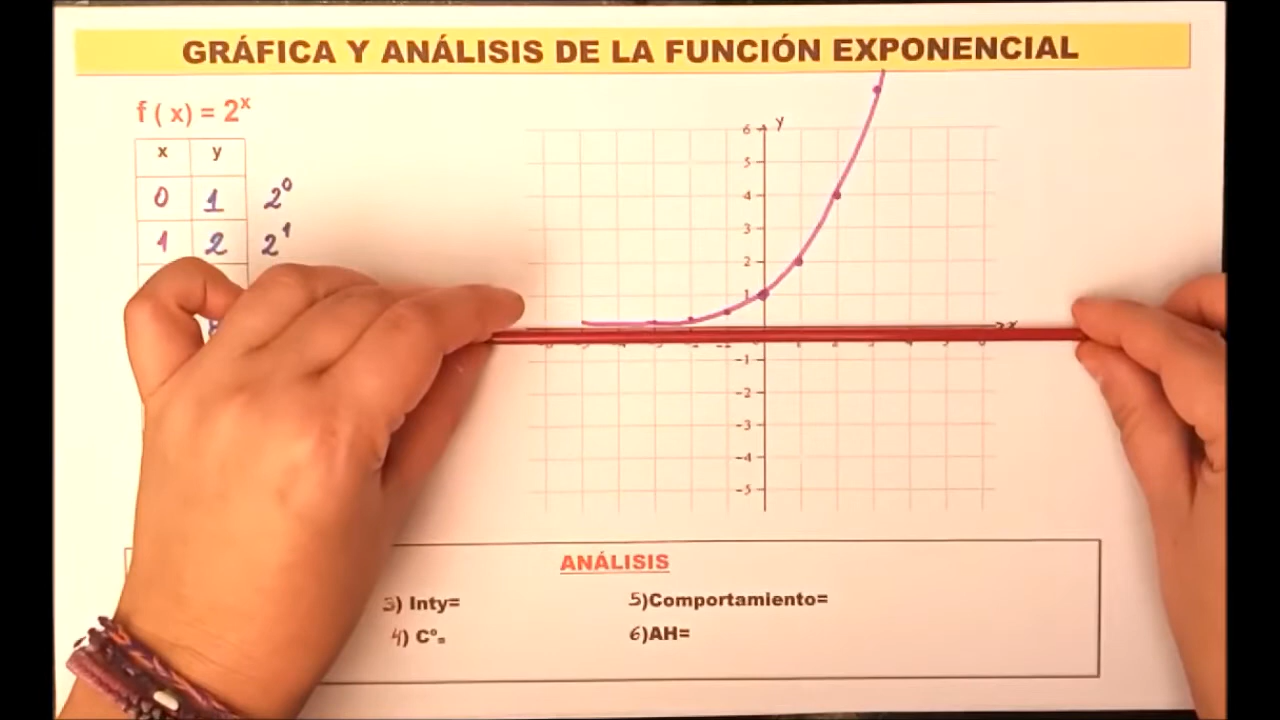 GRÁFICA Y ANÁLISIS DE LA FUNCIÓN EXPONENCIAL
f ( x) = 2ˣ
x y
0 1 2⁰
1 2 2¹
y
6
5
4
3
2
1
x
-1
-2
-3
-4
-5
ANÁLISIS
3) Inty=
5)Comportamiento=
4) Cº=
6)AH=